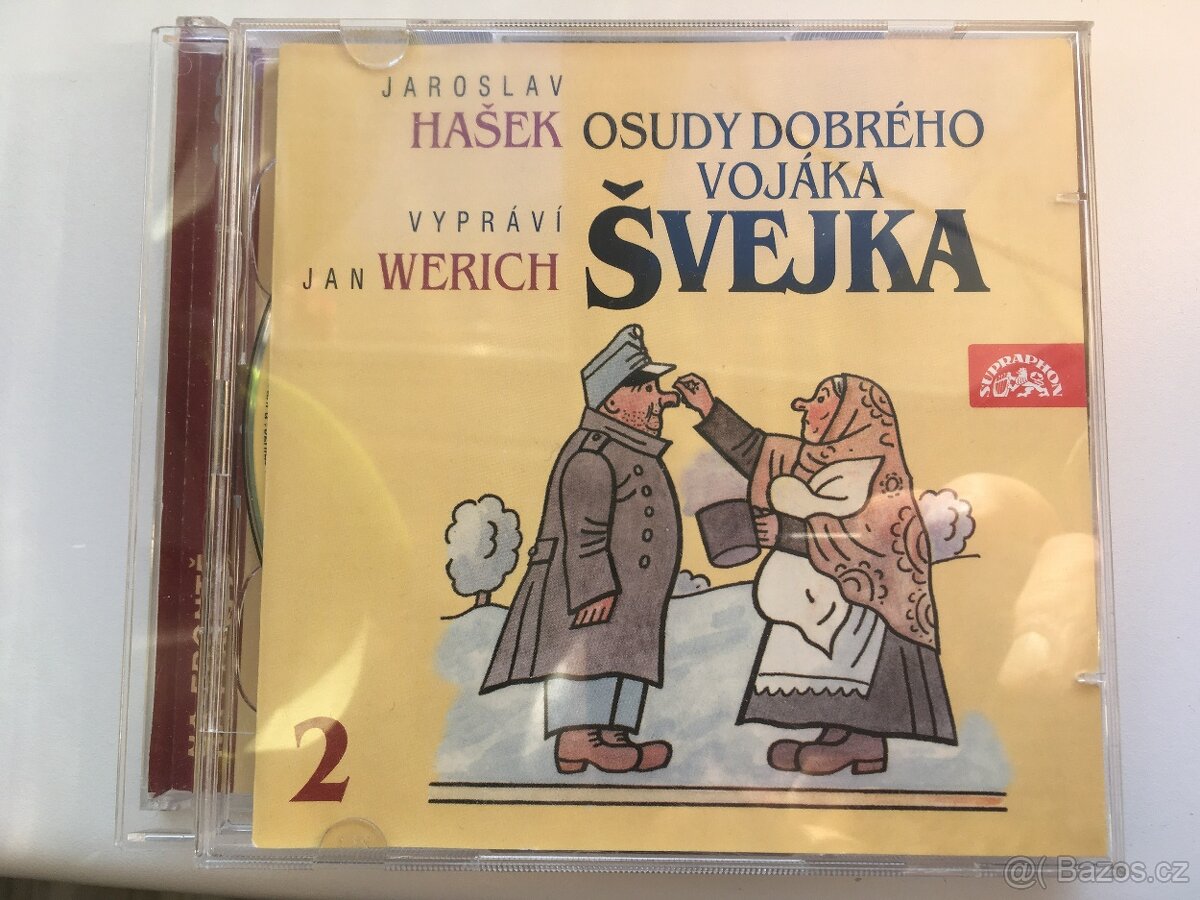 JAROSLAV
HAŠEK
VYPRÁVÍ
JAN WERICH
OSUDY DOBRÉHO
VOJÁKA
ŠVEJKA
SUPRAPHON
2
@( Bazos.cz